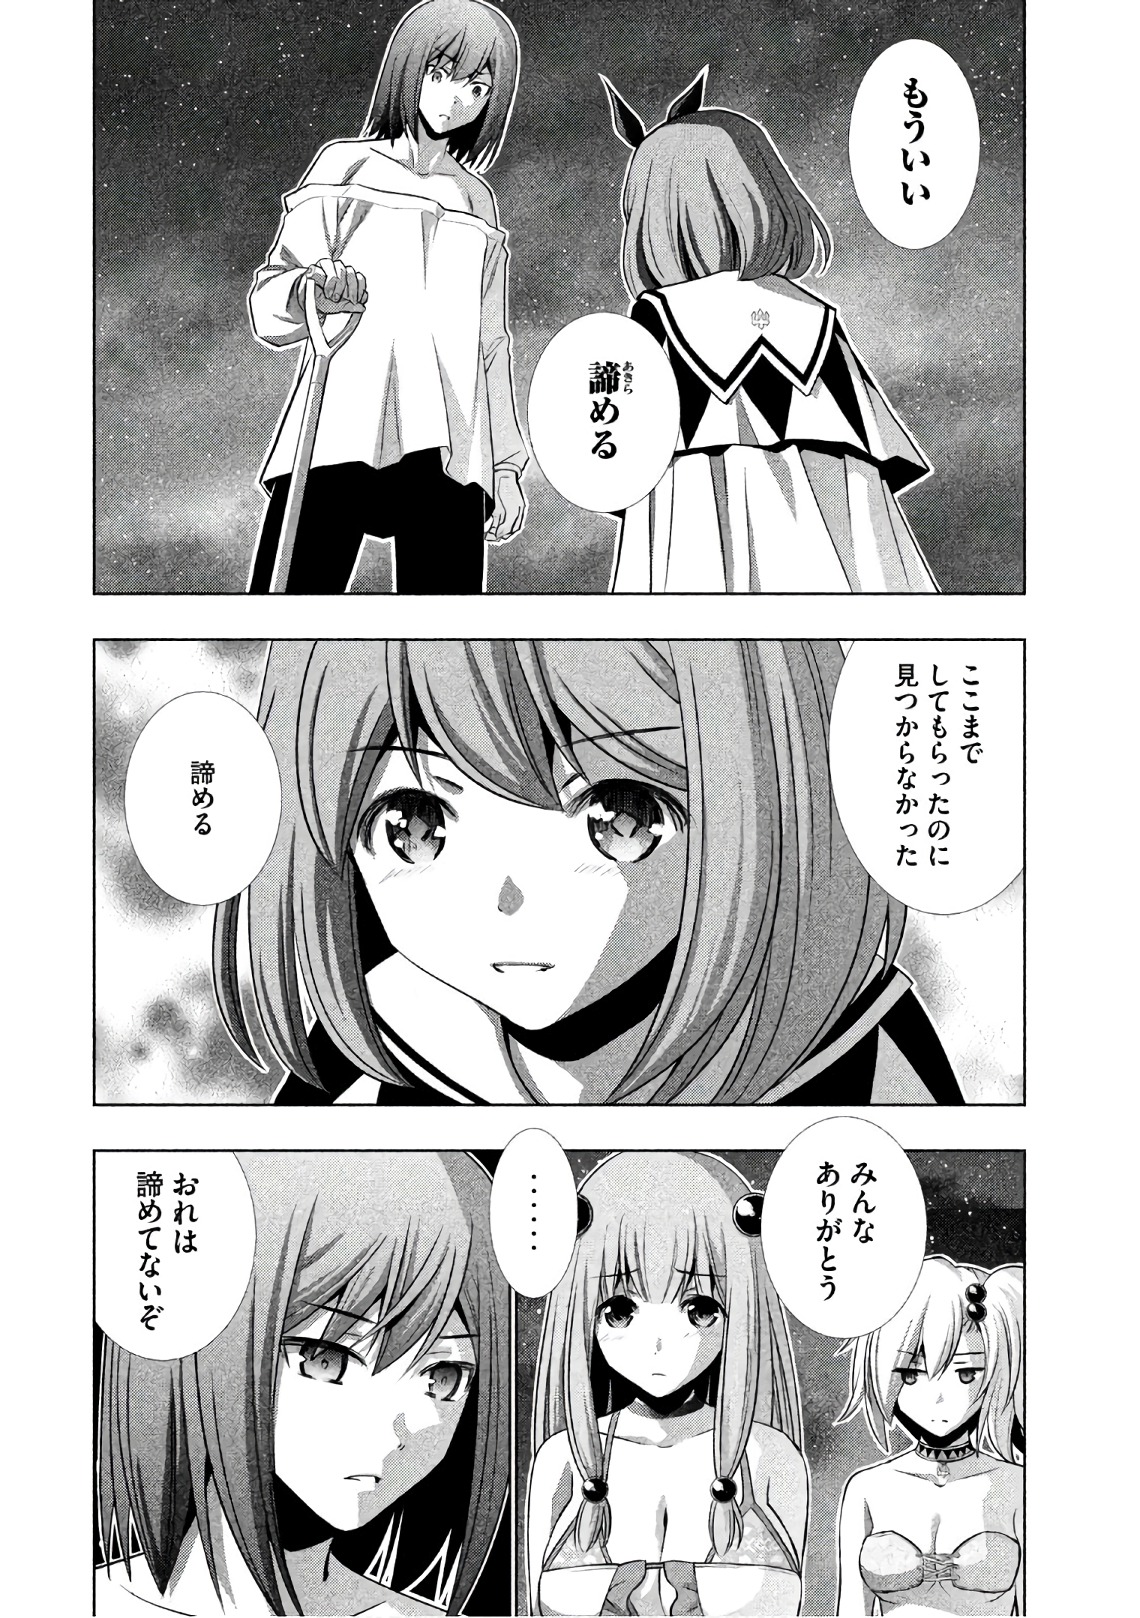 もういい
諦める
あきら
ここまで
してもらったのに
見つからなかった
諦める
みんな
ありがとう
・・・・・・
おれは
諦めてないぞ